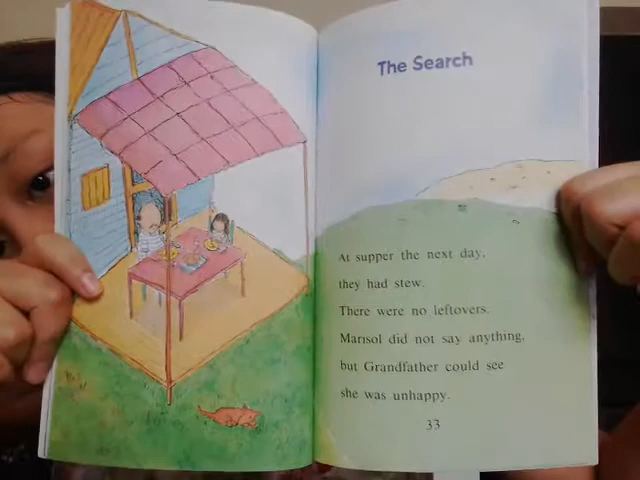 The Search
At supper the next day,
they had stew.
There were no leftovers.
Marisol did not say anything,
but Grandfather could see
she was unhappy.
33